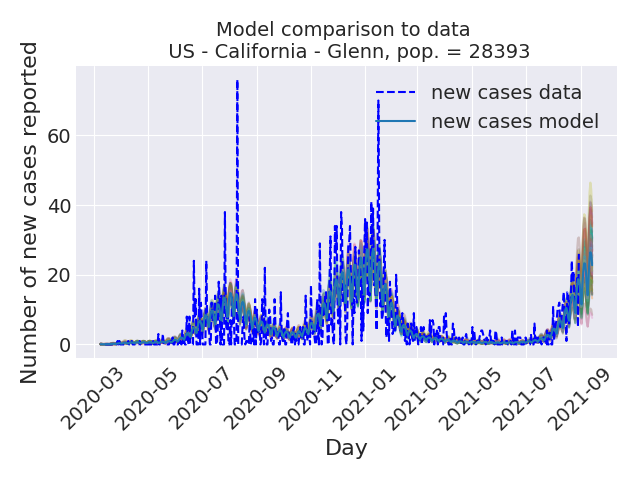 Model comparison to data
US - California - Glenn, pop. = 28393
Number of new cases reported
60
40
20
0
new cases data
new cases model
2020-03
2020-05
2020-07
2020-09
2020-11
2021-01
2021-03
2021-05
2021-07
2021-09
Day